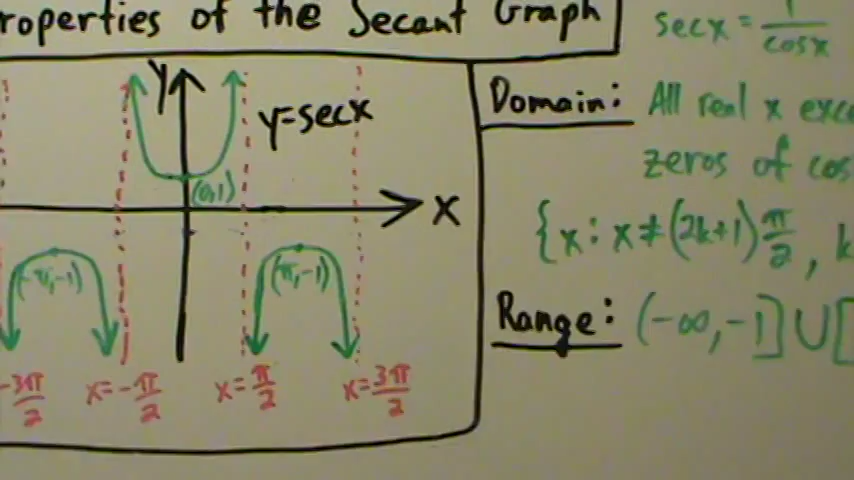 roperties of the Secant Graph
secx = 1/cosx
Y
y=secx
Domain: All real x exc
zeros of cos
(0,1)
X
{x: x≠(2k+1)π/2, k
(-π,-1)
(π,-1)
Range: (-∞,-1]∪[
-3π/2 x=-π/2 x=π/2 x=3π/2